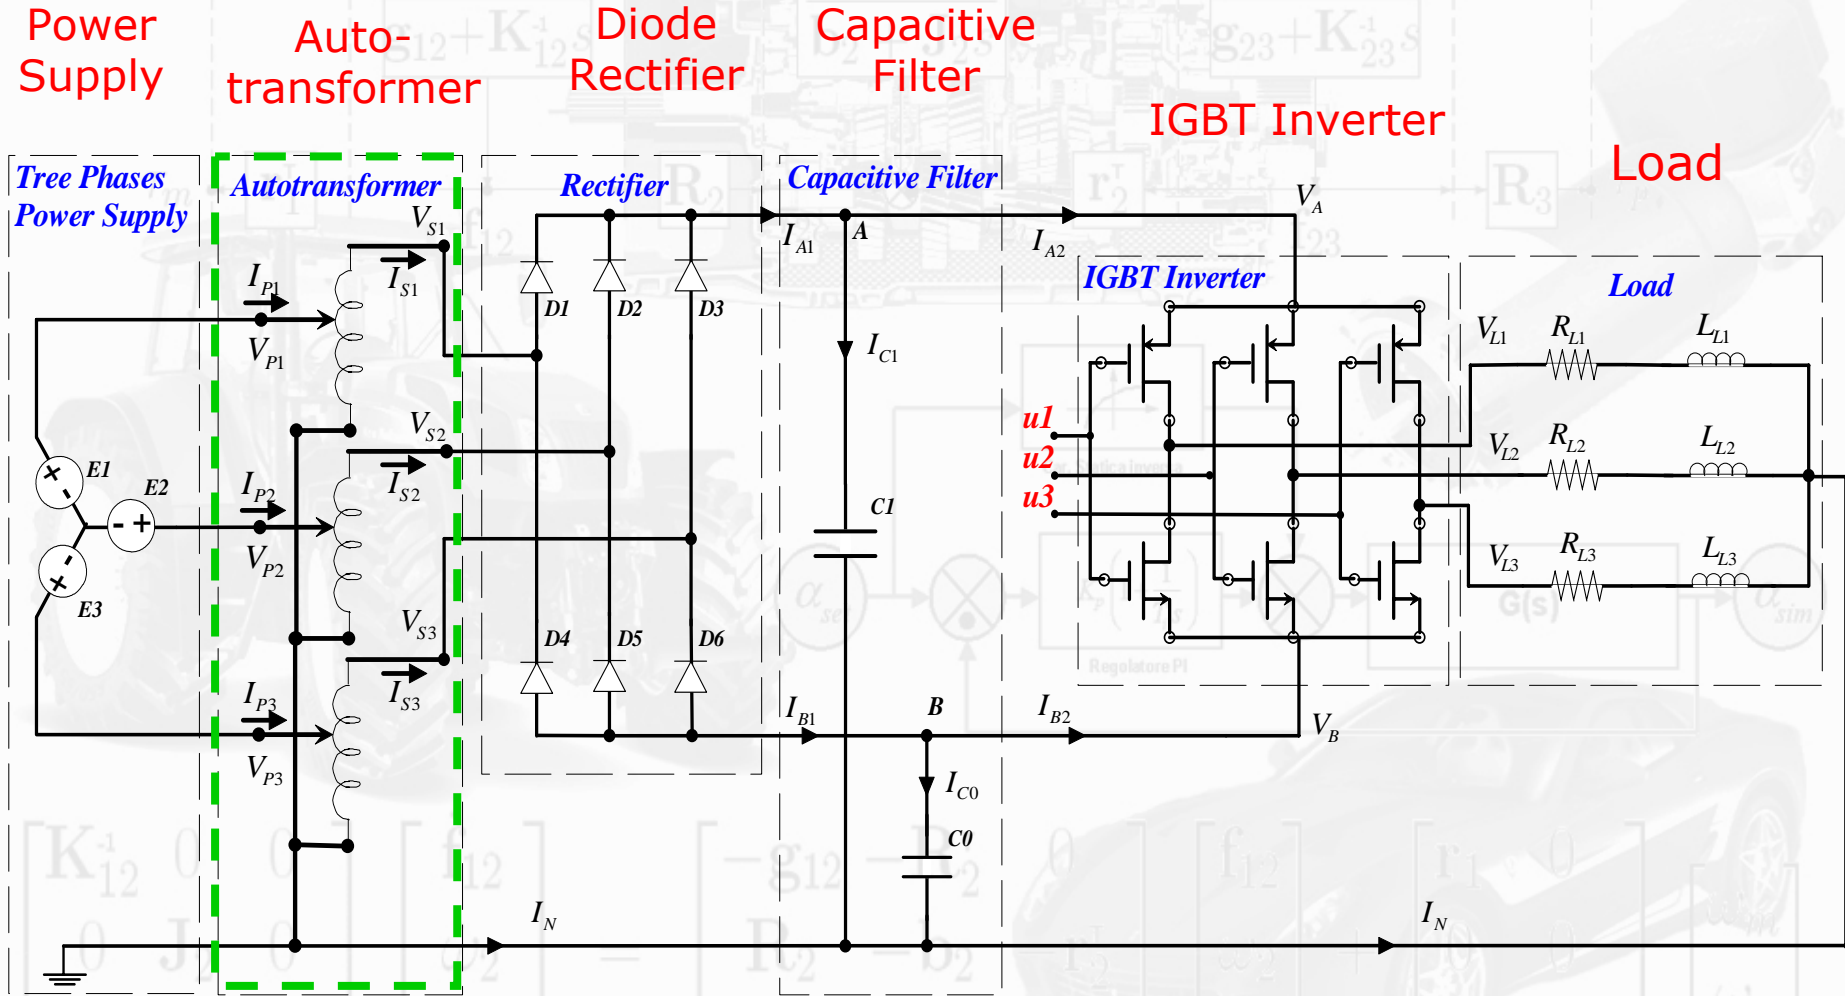 Power
Supply
Auto-
transformer
Diode
Rectifier
Capacitive
Filter
IGBT Inverter
Load
Tree Phases
Power Supply
Autotransformer
Rectifier
Capacitive Filter
IGBT Inverter
Load
V_S1
I_S1
I_P1
V_P1
V_S2
I_S2
I_P2
V_P2
V_S3
I_S3
I_P3
V_P3
E1
E2
E3
D1
D2
D3
D4
D5
D6
I_A1
A
I_A2
V_A
I_C1
C1
I_B1
B
I_B2
V_B
I_C0
C0
I_N
I_N
u1
u2
u3
V_L1
R_L1
L_L1
V_L2
R_L2
L_L2
V_L3
R_L3
L_L3
Regolatore PI
G(s)